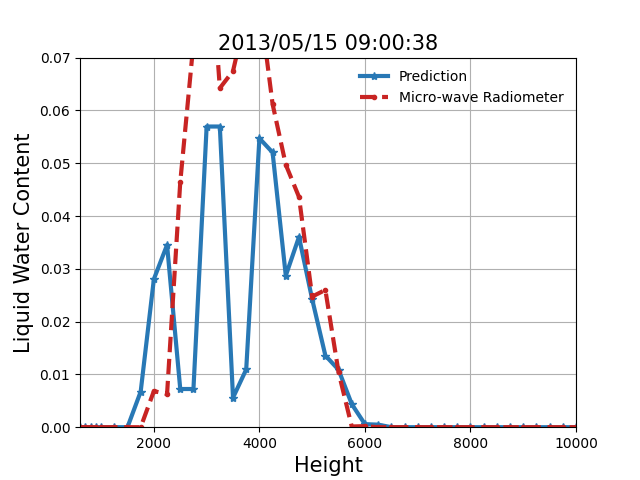 2013/05/15 09:00:38
0.07
0.06
0.05
0.04
0.03
0.02
0.01
0.00
Liquid Water Content
Prediction
Micro-wave Radiometer
2000 4000 6000 8000 10000
Height